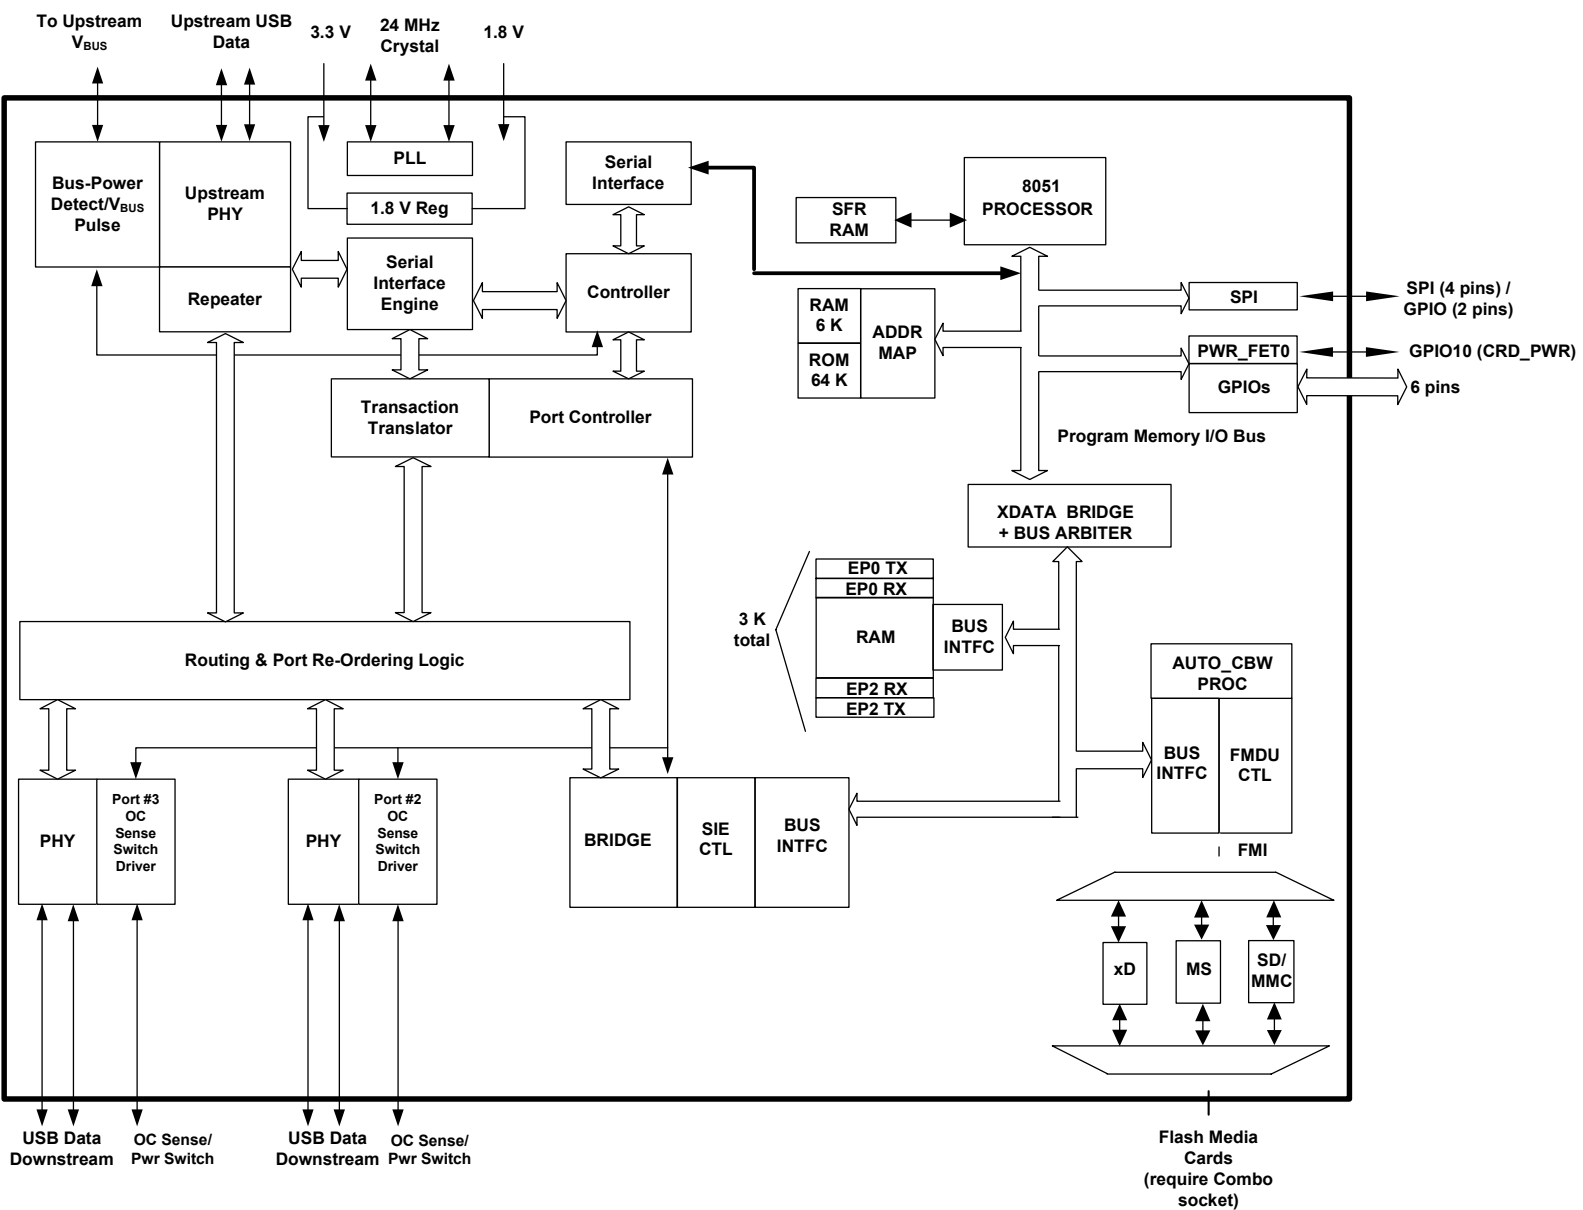 To Upstream
VBUS
Upstream USB
Data
3.3 V
24 MHz
Crystal
1.8 V
Bus-Power
Detect/VBUS
Pulse
Upstream
PHY
Repeater
PLL
1.8 V Reg
Serial
Interface
Serial
Interface
Engine
Controller
Transaction
Translator
Port Controller
8051
PROCESSOR
SFR
RAM
RAM
6 K
ROM
64 K
ADDR
MAP
SPI
SPI (4 pins) /
GPIO (2 pins)
PWR_FET0
GPIO10 (CRD_PWR)
GPIOs
6 pins
Program Memory I/O Bus
XDATA BRIDGE
+ BUS ARBITER
3 K
total
EP0 TX
EP0 RX
RAM
EP2 RX
EP2 TX
BUS
INTFC
AUTO_CBW
PROC
BUS
INTFC
FMDU
CTL
FMI
Routing & Port Re-Ordering Logic
PHY
Port #3
OC
Sense
Switch
Driver
PHY
Port #2
OC
Sense
Switch
Driver
BRIDGE
SIE
CTL
BUS
INTFC
xD
MS
SD/
MMC
USB Data
Downstream
OC Sense/
Pwr Switch
USB Data
Downstream
OC Sense/
Pwr Switch
Flash Media
Cards
(require Combo
socket)